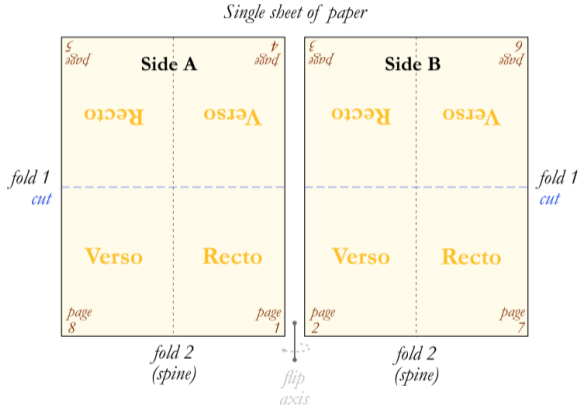 Single sheet of paper
5
page
4
page
Side A
Recto
Verso
3
page
6
page
Side B
Recto
Verso
fold 1
cut
fold 1
cut
Verso
Recto
Verso
Recto
page
8
page
1
page
2
page
7
fold 2
(spine)
fold 2
(spine)
flip
axis